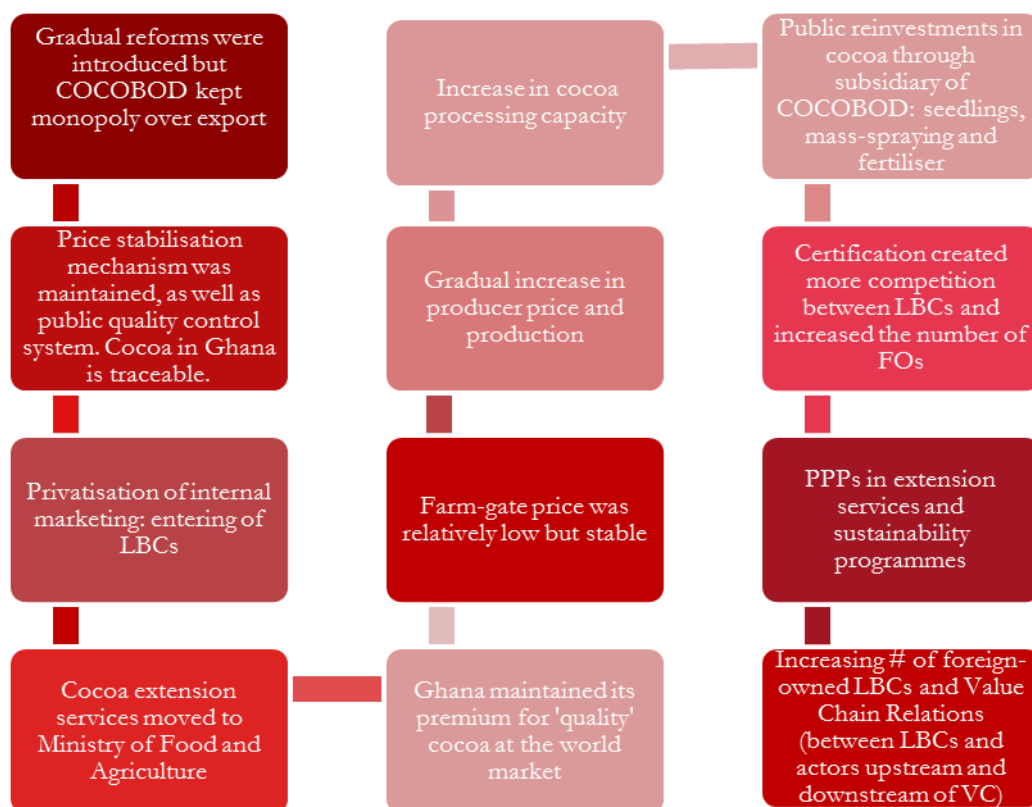 Gradual reforms were
introduced but
COCOBOD kept
monopoly over export
Price stabilisation
mechanism was
maintained, as well as
public quality control
system. Cocoa in Ghana
is traceable.
Privatisation of internal
marketing: entering of
LBCs
Cocoa extension
services moved to
Ministry of Food and
Agriculture
Ghana maintained its
premium for 'quality'
cocoa at the world
market
Farm-gate price was
relatively low but stable
Gradual increase in
producer price and
production
Increase in cocoa
processing capacity
Public reinvestments in
cocoa through
subsidiary of
COCOBOD: seedlings,
mass-spraying and
fertiliser
Certification created
more competition
between LBCs and
increased the number of
FOs
PPPs in extension
services and
sustainability
programmes
Increasing # of foreign-
owned LBCs and Value
Chain Relations
(between LBCs and
actors upstream and
downstream of VC)